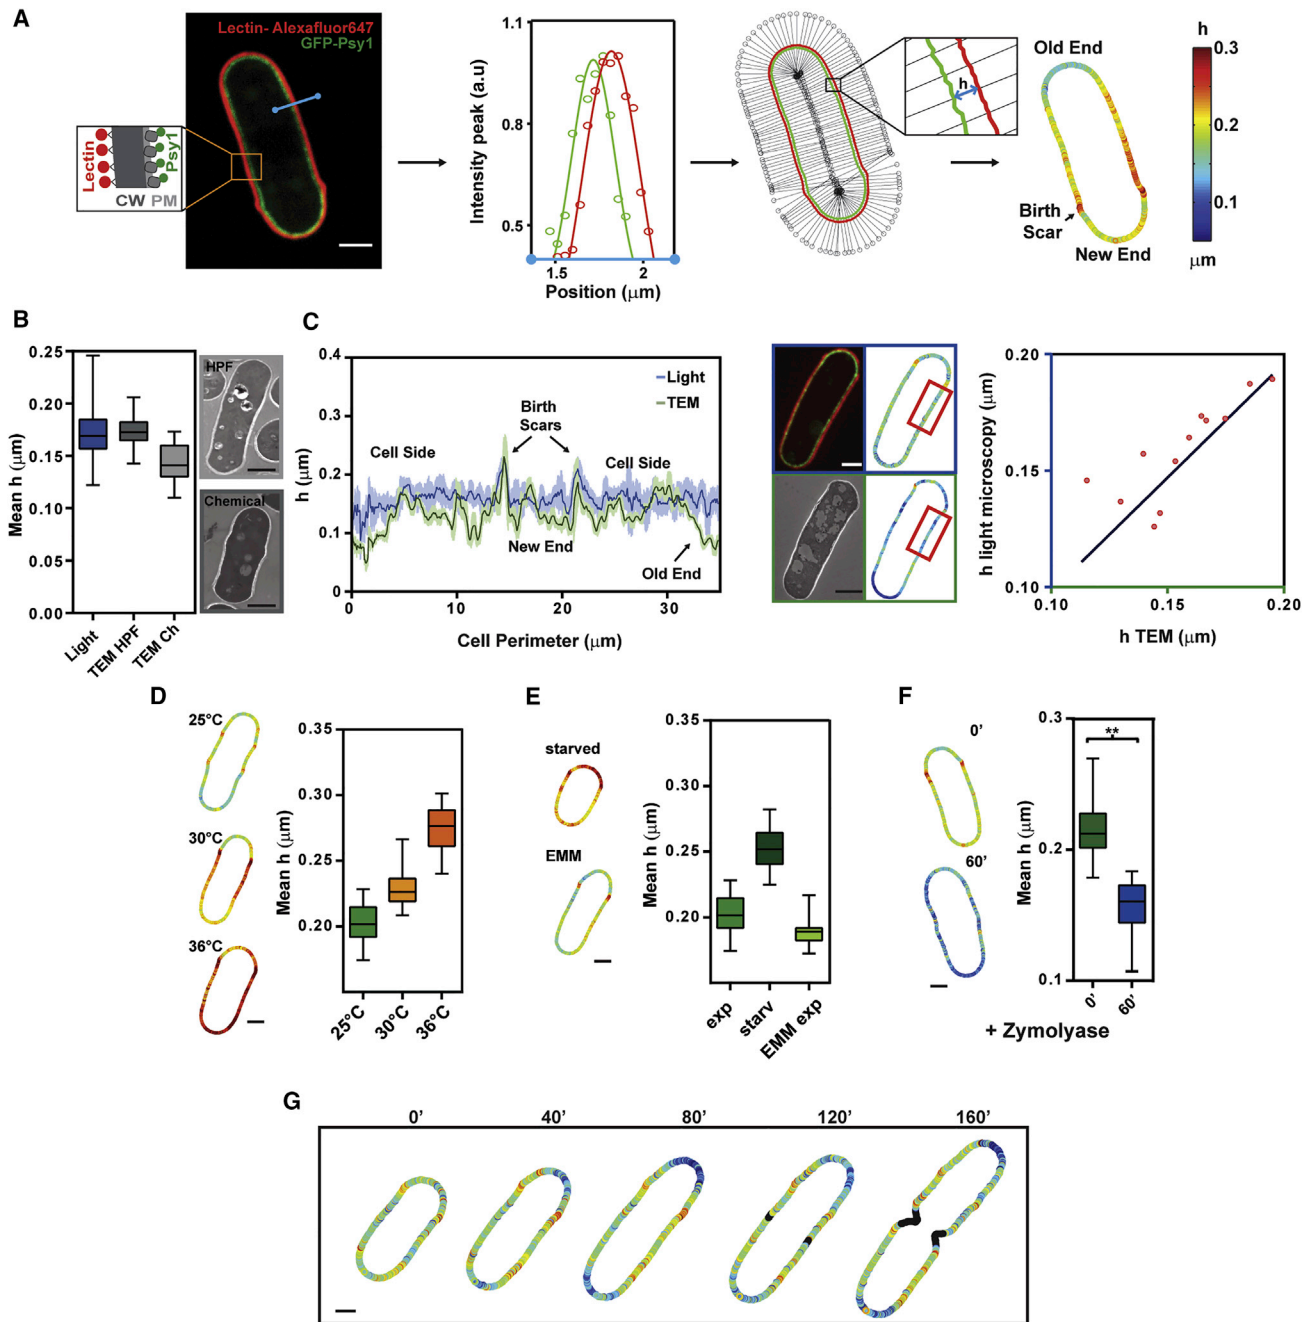 A
Lectin- Alexafluor647
GFP-Psy1
Lectin
Psy1
CW PM
Intensity peak (a.u)
1.1
0.8
0.5
1.5
2
Position (μm)
h
Old End
Birth
Scar
New End
h
0.3
0.2
0.1
μm
B
Mean h (μm)
0.25
0.20
0.15
0.10
0.05
0.00
Light
TEM HPF
TEM Ch
HPF
Chemical
C
h (μm)
0.4
0.3
0.2
0.1
0
0
10
20
30
Cell Perimeter (μm)
Light
TEM
Cell Side
Birth
Scars
Cell Side
New End
Old End
h light microscopy (μm)
0.20
0.15
0.10
0.10
0.15
0.20
h TEM (μm)
D
25°C
30°C
36°C
Mean h (μm)
0.35
0.30
0.25
0.20
25°C
30°C
36°C
E
starved
EMM
Mean h (μm)
0.35
0.30
0.25
0.20
exp
starv
EMM exp
F
0’
60’
Mean h (μm)
0.3
0.2
0.1
**
0’
60’
+ Zymolyase
G
0’
40’
80’
120’
160’